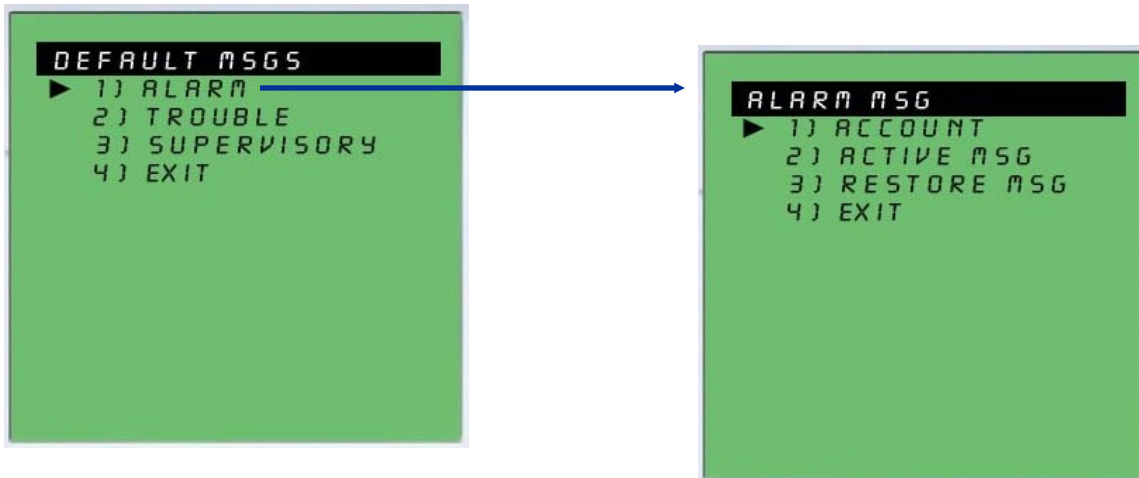 DEFAULT MSGS
1) ALARM
2) TROUBLE
3) SUPERVISORY
4) EXIT
ALARM MSG
1) ACCOUNT
2) ACTIVE MSG
3) RESTORE MSG
4) EXIT